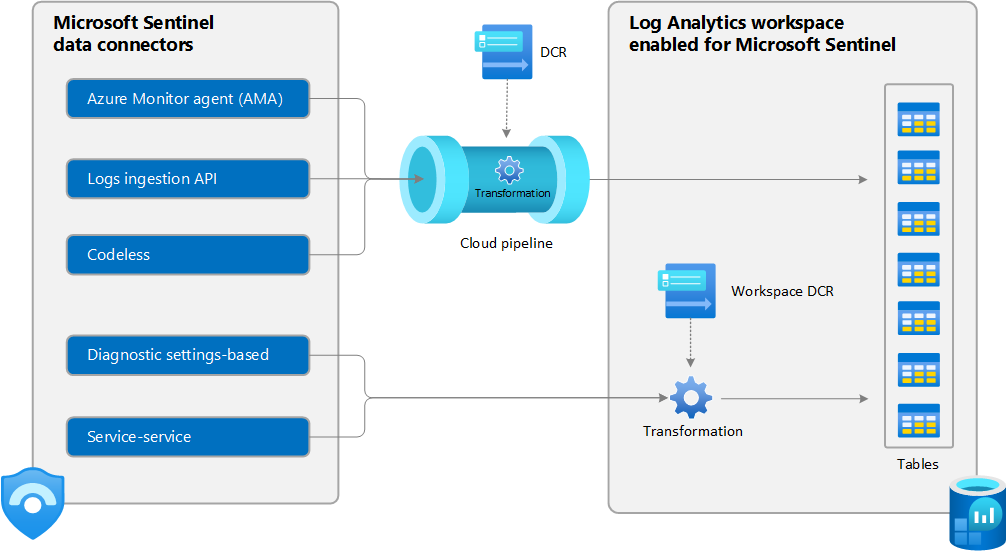 Microsoft Sentinel
data connectors
Azure Monitor agent (AMA)
Logs ingestion API
Codeless
Diagnostic settings-based
Service-service
DCR
Transformation
Cloud pipeline
Log Analytics workspace
enabled for Microsoft Sentinel
Workspace DCR
Transformation
Tables